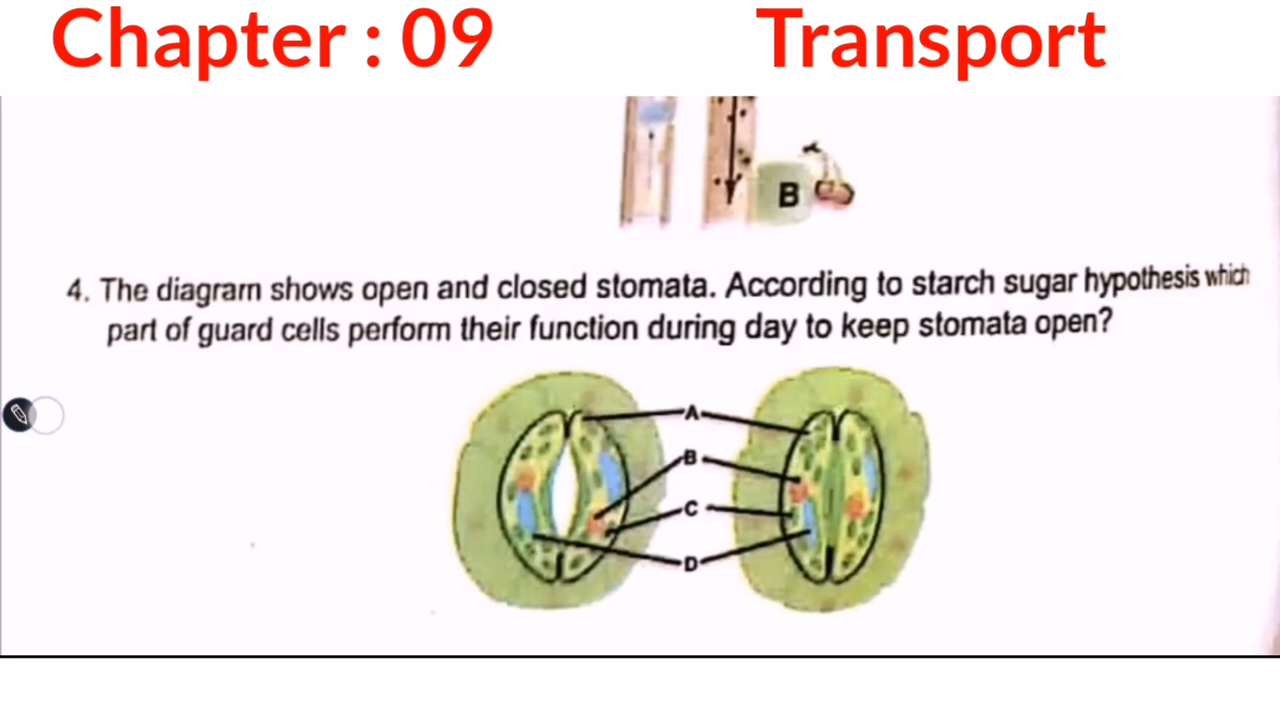 Chapter : 09 Transport
B
4. The diagram shows open and closed stomata. According to starch sugar hypothesis which
part of guard cells perform their function during day to keep stomata open?
A
B
C
D